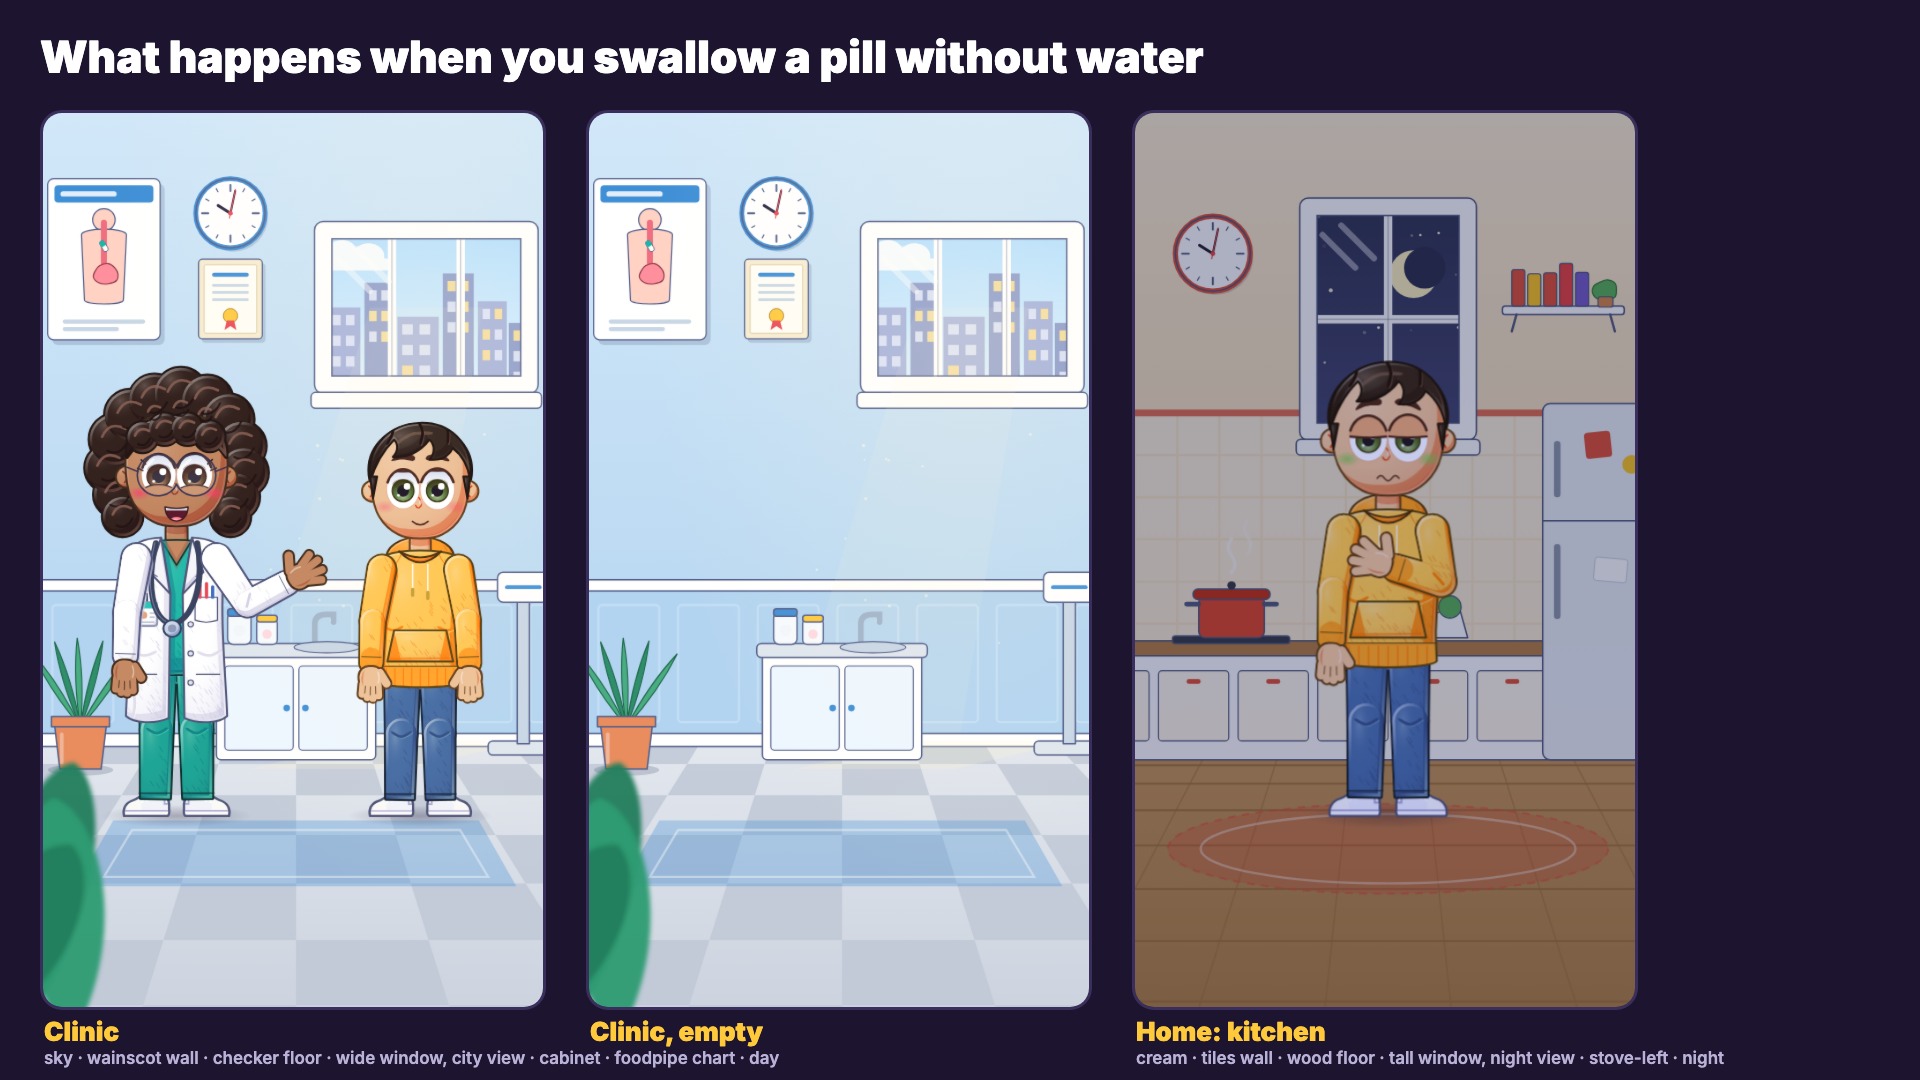 What happens when you swallow a pill without water
Clinic
sky · wainscot wall · checker floor · wide window, city view · cabinet · foodpipe chart · day
Clinic, empty
Home: kitchen
cream · tiles wall · wood floor · tall window, night view · stove-left · night